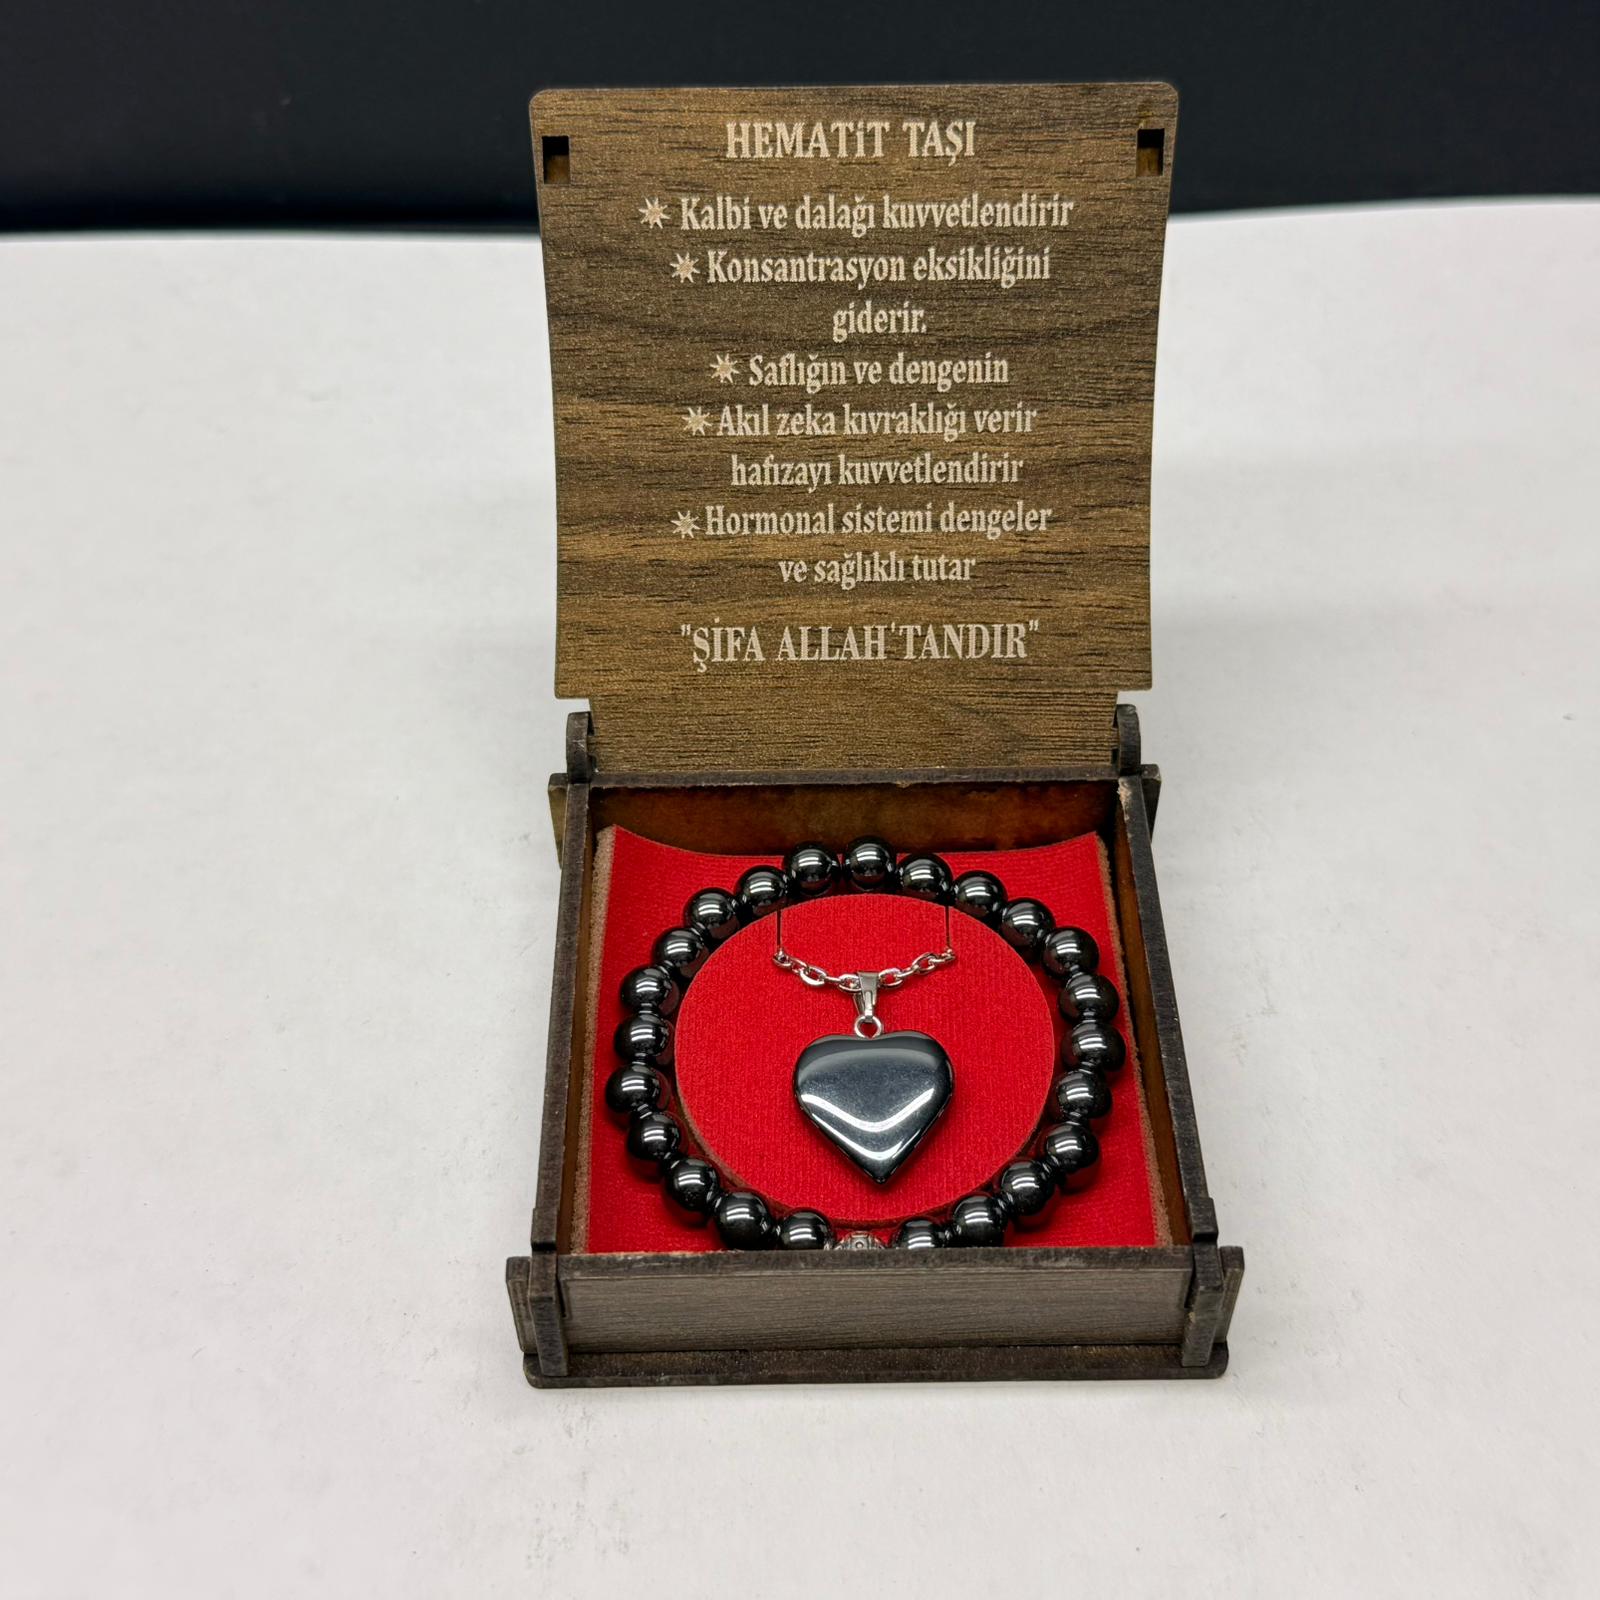 HEMATiT TAŞI
✷ Kalbi ve dalağı kuvvetlendirir
✷ Konsantrasyon eksikliğini
giderir.
✷ Saflığın ve dengenin
✷ Akıl zeka kıvraklığı verir
hafızayı kuvvetlendirir
✷ Hormonal sistemi dengeler
ve sağlıklı tutar
"ŞİFA ALLAH'TANDIR"